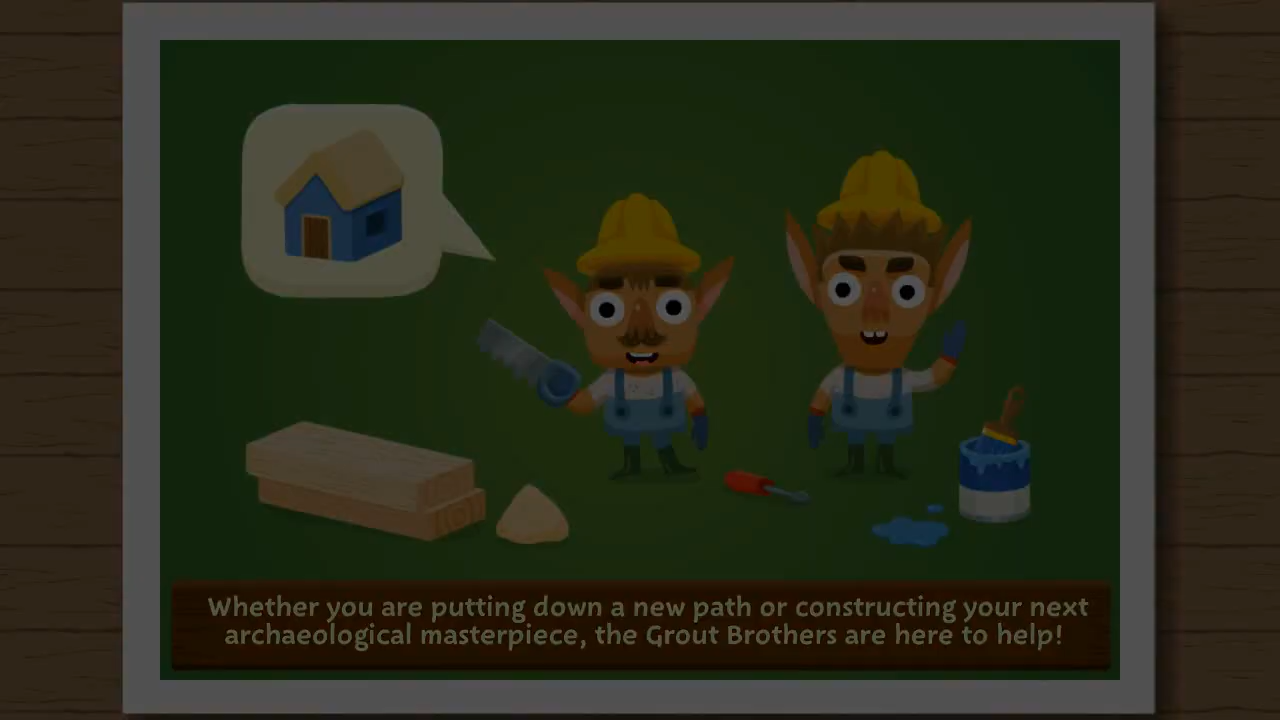 Whether you are putting down a new path or constructing your next
archaeological masterpiece, the Grout Brothers are here to help!